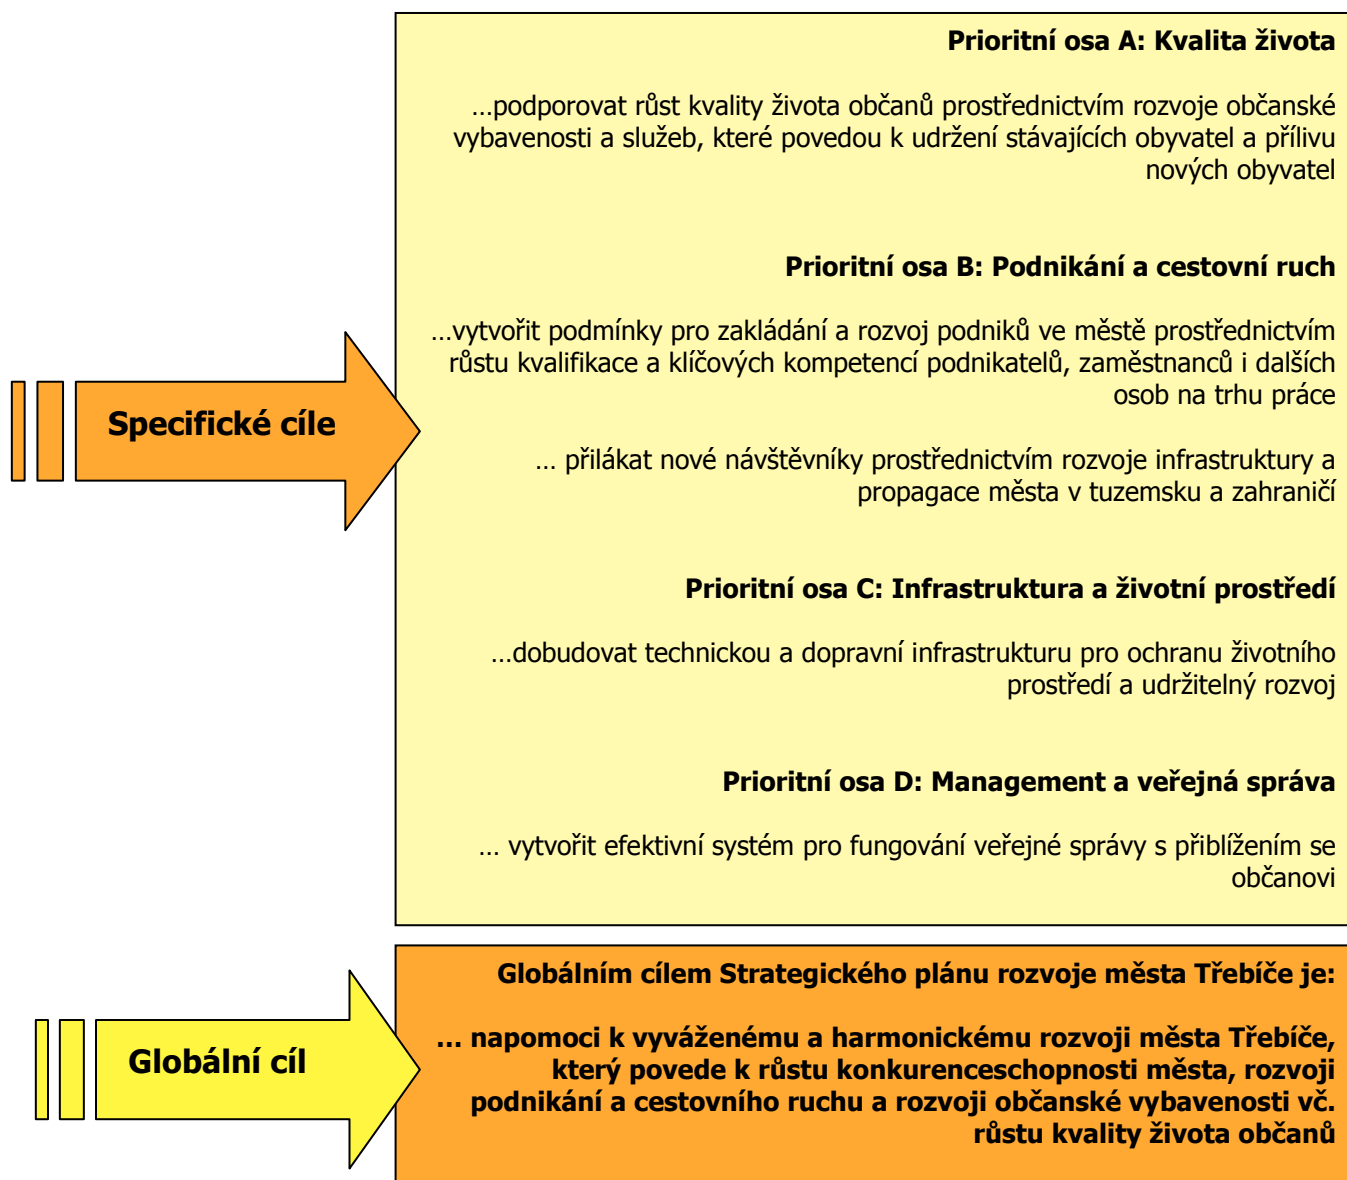 Prioritní osa A: Kvalita života
...podporovat růst kvality života občanů prostřednictvím rozvoje občanské
vybavenosti a služeb, které povedou k udržení stávajících obyvatel a přílivu
nových obyvatel
Prioritní osa B: Podnikání a cestovní ruch
...vytvořit podmínky pro zakládání a rozvoj podniků ve městě prostřednictvím
růstu kvalifikace a klíčových kompetencí podnikatelů, zaměstnanců i dalších
osob na trhu práce
... přilákat nové návštěvníky prostřednictvím rozvoje infrastruktury a
propagace města v tuzemsku a zahraničí
Prioritní osa C: Infrastruktura a životní prostředí
...dobudovat technickou a dopravní infrastrukturu pro ochranu životního
prostředí a udržitelný rozvoj
Prioritní osa D: Management a veřejná správa
... vytvořit efektivní systém pro fungování veřejné správy s přiblížením se
občanovi
Specifické cíle
Globálním cílem Strategického plánu rozvoje města Třebíče je:
... napomoci k vyváženému a harmonickému rozvoji města Třebíče,
který povede k růstu konkurenceschopnosti města, rozvoji
podnikání a cestovního ruchu a rozvoji občanské vybavenosti vč.
růstu kvality života občanů
Globální cíl